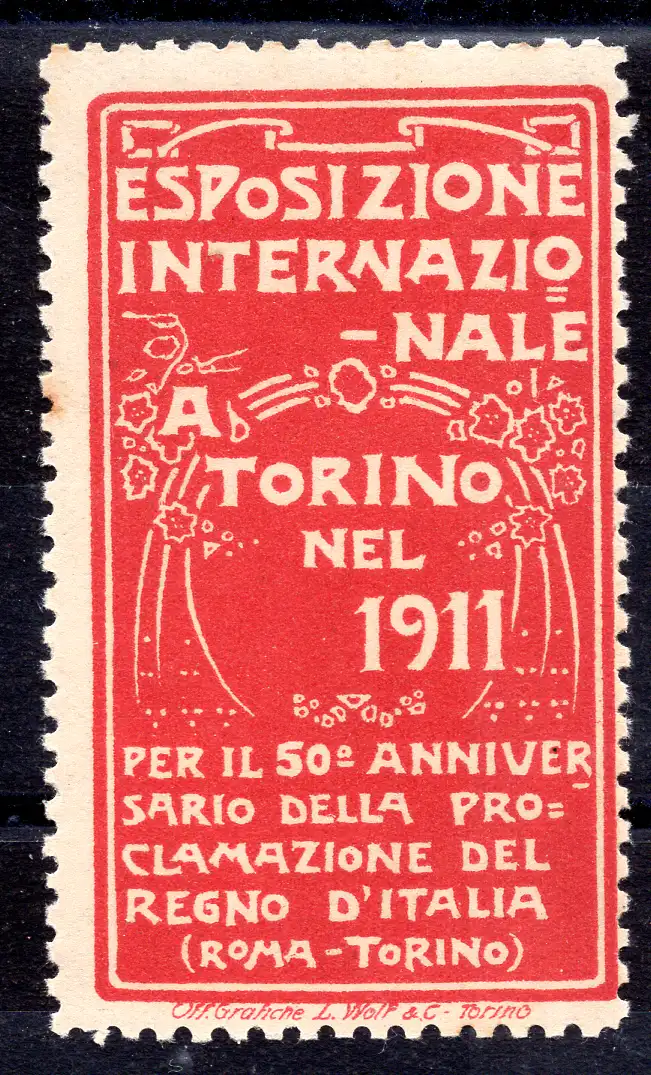 ESPOSIZIONE
INTERNAZIO
-NALE
A
TORINO
NEL
1911
PER IL 50º ANNIVER
SARIO DELLA PRO=
CLAMAZIONE DEL
REGNO D'ITALIA
(ROMA-TORINO)
Off. Grafiche L. Wolf & C- Torino